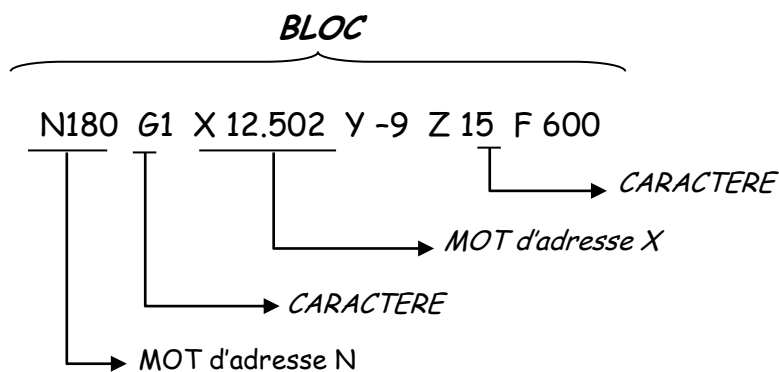 BLOC
N180 G1 X 12.502 Y -9 Z 15 F 600
CARACTERE
MOT d'adresse X
CARACTERE
MOT d'adresse N